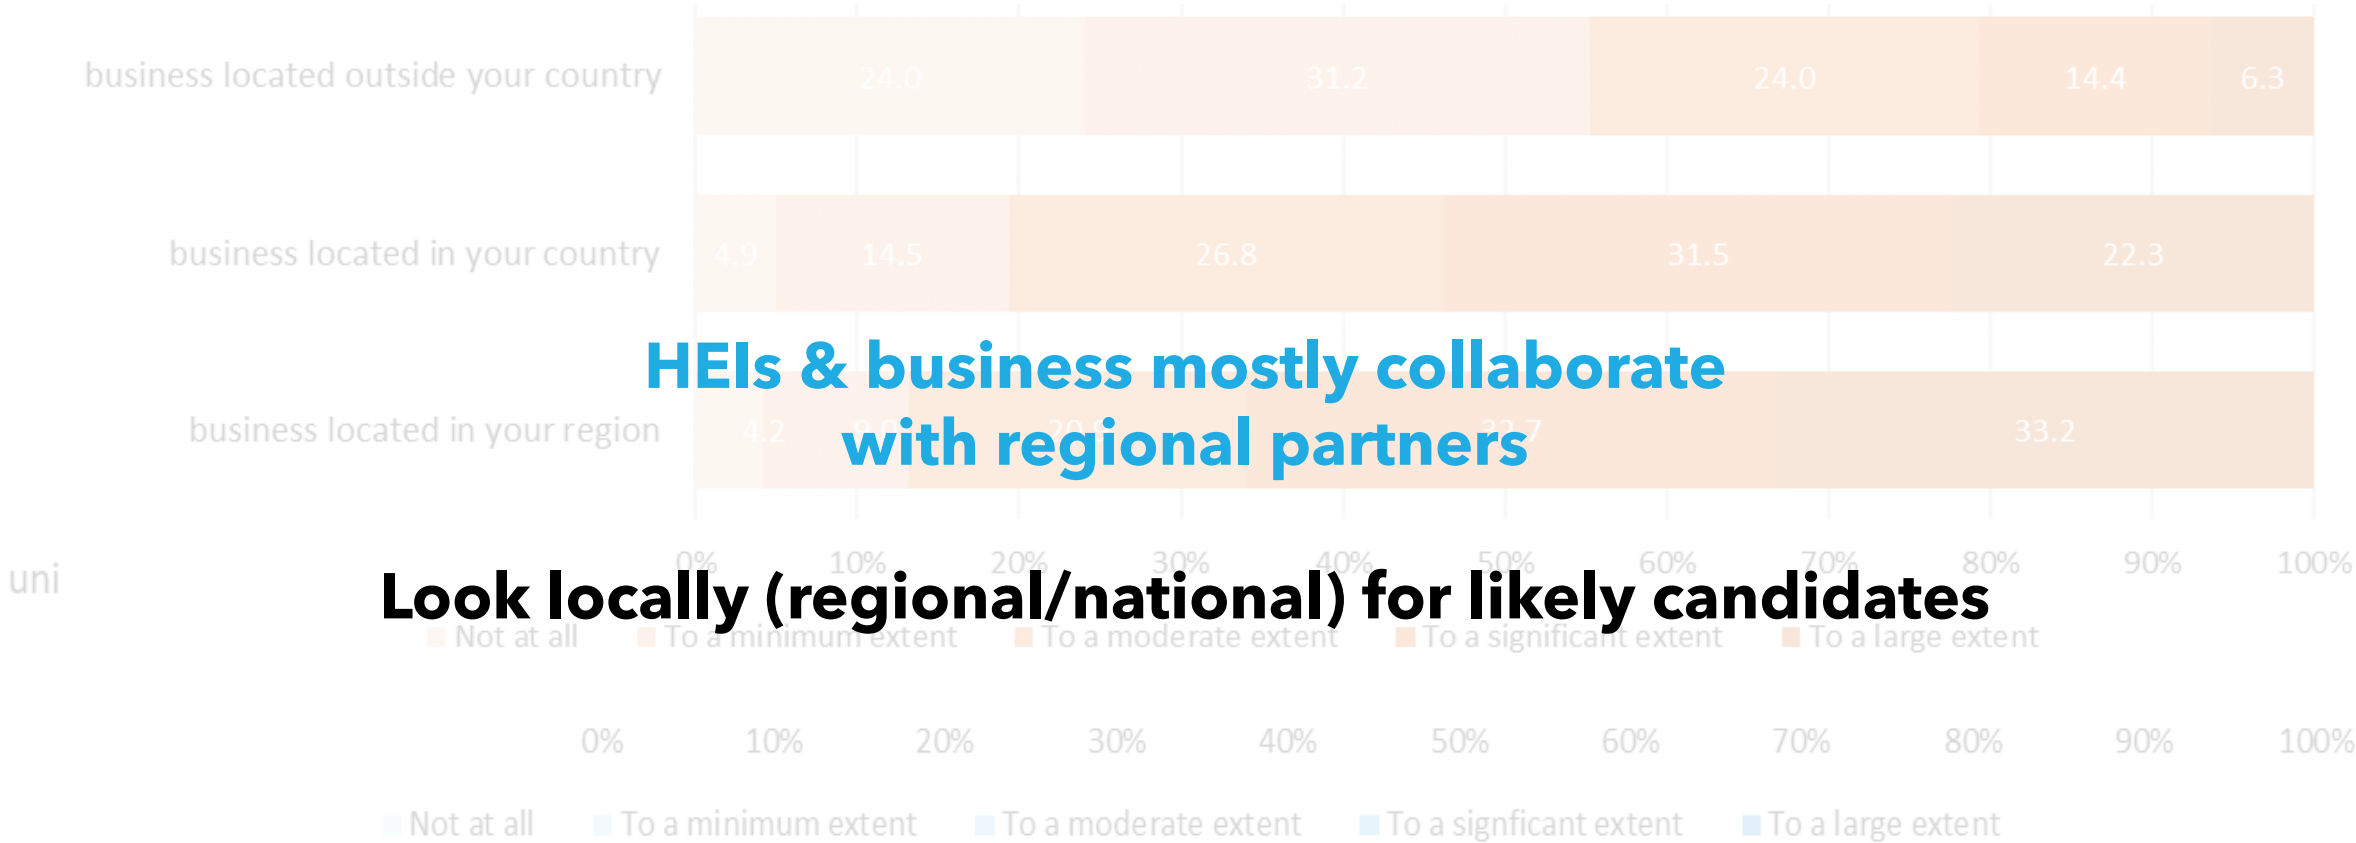 business located outside your country 24.0 31.2 24.0 14.4 6.3
business located in your country 4.9 14.5 26.8 31.5 22.3
HEIs & business mostly collaborate
with regional partners
business located in your region 4.2 33.2
0% 10% 20% 30% 40% 50% 60% 70% 80% 90% 100%
uni
Look locally (regional/national) for likely candidates
Not at all To a minimum extent To a moderate extent To a significant extent To a large extent
0% 10% 20% 30% 40% 50% 60% 70% 80% 90% 100%
Not at all To a minimum extent To a moderate extent To a signficant extent To a large extent